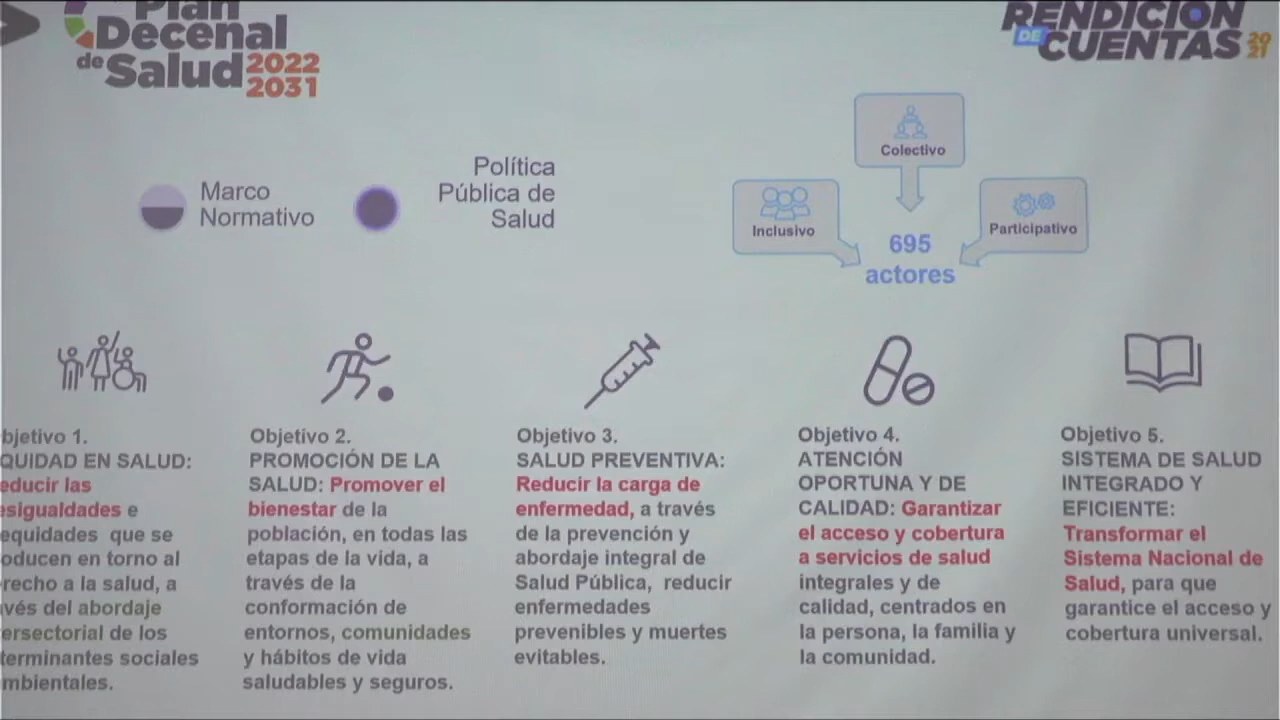 Plan
Decenal
de Salud 2022
2031
RENDICIÓN
DE CUENTAS 2021
Marco
Normativo
Política
Pública de
Salud
Colectivo
Inclusivo
Participativo
695
actores
bjetivo 1.
QUIDAD EN SALUD:
educir las
esigualdades e
equidades que se
oducen en torno al
recho a la salud, a
vés del abordaje
ersectorial de los
terminantes sociales
mbientales.
Objetivo 2.
PROMOCIÓN DE LA
SALUD: Promover el
bienestar de la
población, en todas las
etapas de la vida, a
través de la
conformación de
entornos, comunidades
y hábitos de vida
saludables y seguros.
Objetivo 3.
SALUD PREVENTIVA:
Reducir la carga de
enfermedad, a través
de la prevención y
abordaje integral de
Salud Pública, reducir
enfermedades
prevenibles y muertes
evitables.
Objetivo 4.
ATENCIÓN
OPORTUNA Y DE
CALIDAD: Garantizar
el acceso y cobertura
a servicios de salud
integrales y de
calidad, centrados en
la persona, la familia y
la comunidad.
Objetivo 5.
SISTEMA DE SALUD
INTEGRADO Y
EFICIENTE:
Transformar el
Sistema Nacional de
Salud, para que
garantice el acceso y
cobertura universal.